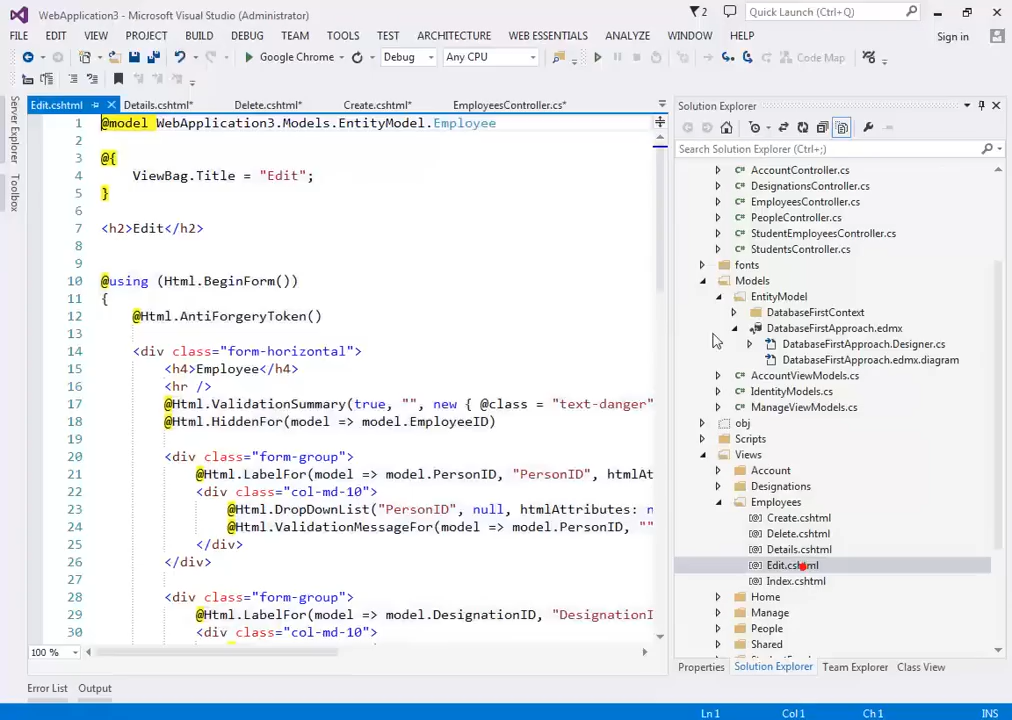 WebApplication3 - Microsoft Visual Studio (Administrator)
2
Quick Launch (Ctrl+Q)
FILE EDIT VIEW PROJECT BUILD DEBUG TEAM TOOLS TEST ARCHITECTURE WEB ESSENTIALS ANALYZE WINDOW HELP
Sign in
Google Chrome
Debug
Any CPU
Code Map
Server Explorer
Toolbox
Edit.cshtml
Details.cshtml*
Delete.cshtml*
Create.cshtml*
EmployeesController.cs*
1 @model WebApplication3.Models.EntityModel.Employee
2
3 @{
4 ViewBag.Title = "Edit";
5 }
6
7 <h2>Edit</h2>
8
9
10 @using (Html.BeginForm())
11 {
12 @Html.AntiForgeryToken()
13
14 <div class="form-horizontal">
15 <h4>Employee</h4>
16 <hr />
17 @Html.ValidationSummary(true, "", new { @class = "text-danger"
18 @Html.HiddenFor(model => model.EmployeeID)
19
20 <div class="form-group">
21 @Html.LabelFor(model => model.PersonID, "PersonID", htmlAt
22 <div class="col-md-10">
23 @Html.DropDownList("PersonID", null, htmlAttributes: n
24 @Html.ValidationMessageFor(model => model.PersonID, ""
25 </div>
26 </div>
27
28 <div class="form-group">
29 @Html.LabelFor(model => model.DesignationID, "DesignationI
30 <div class="col-md-10">
100 %
Solution Explorer
Search Solution Explorer (Ctrl+;)
C# AccountController.cs
C# DesignationsController.cs
C# EmployeesController.cs
C# PeopleController.cs
C# StudentEmployeesController.cs
C# StudentsController.cs
fonts
Models
EntityModel
DatabaseFirstContext
DatabaseFirstApproach.edmx
DatabaseFirstApproach.Designer.cs
DatabaseFirstApproach.edmx.diagram
C# AccountViewModels.cs
C# IdentityModels.cs
C# ManageViewModels.cs
obj
Scripts
Views
Account
Designations
Employees
[@] Create.cshtml
[@] Delete.cshtml
[@] Details.cshtml
[@] Edit.cshtml
[@] Index.cshtml
Home
Manage
People
Shared
Properties
Solution Explorer
Team Explorer
Class View
Error List
Output
Ln 1
Col 1
Ch 1
INS